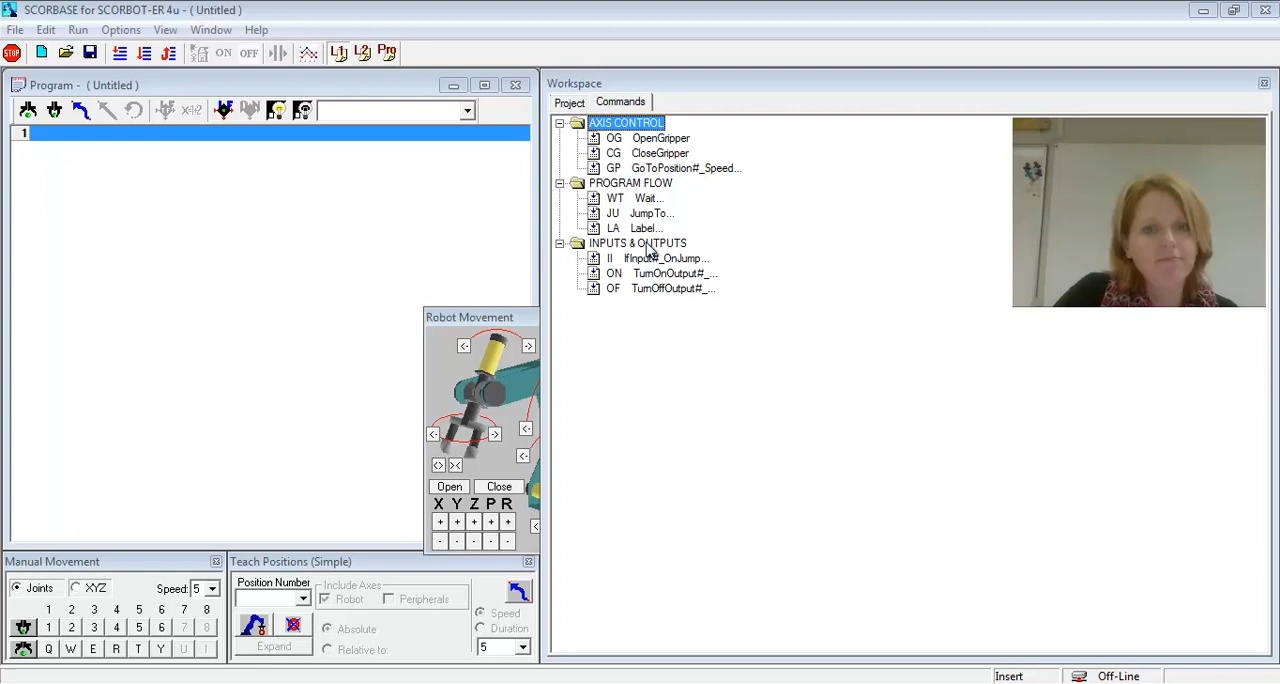 SCORBASE for SCORBOT-ER 4u - ( Untitled )
File Edit Run Options View Window Help
STOP ON OFF L1 L2 Prg
Program - ( Untitled )
1
Workspace
Project Commands
AXIS CONTROL
OG OpenGripper
CG CloseGripper
GP GoToPosition#_Speed...
PROGRAM FLOW
WT Wait...
JU JumpTo...
LA Label...
INPUTS & OUTPUTS
II IfInput#_OnJump...
ON TurnOnOutput#_...
OF TurnOffOutput#_...
Robot Movement
Open Close
X Y Z P R
+ + + + +
- - - - -
Manual Movement
Joints XYZ Speed: 5
1 2 3 4 5 6 7 8
1 2 3 4 5 6 7 8
Q W E R T Y U I
Teach Positions (Simple)
Position Number
Include Axes
Robot Peripherals
Absolute
Relative to:
Expand
Speed
Duration
5
Insert Off-Line